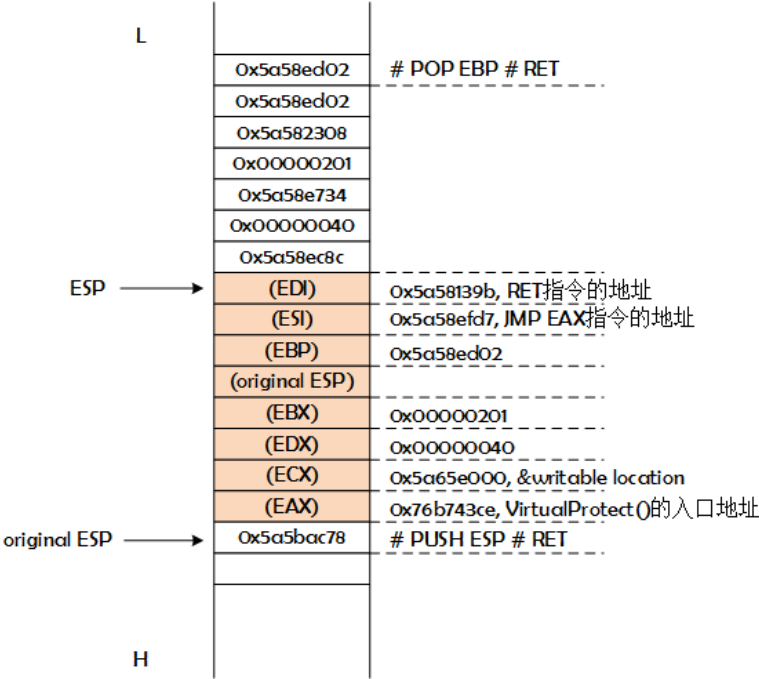 L
0x5a58ed02 # POP EBP # RET
0x5a58ed02
0x5a582308
0x00000201
0x5a58e734
0x00000040
0x5a58ec8c
ESP (EDI) 0x5a58139b, RET指令的地址
(ESI) 0x5a58efd7, JMP EAX指令的地址
(EBP) 0x5a58ed02
(original ESP)
(EBX) 0x00000201
(EDX) 0x00000040
(ECX) 0x5a65e000, &writable location
(EAX) 0x76b743ce, VirtualProtect()的入口地址
original ESP 0x5a5bac78 # PUSH ESP # RET
H